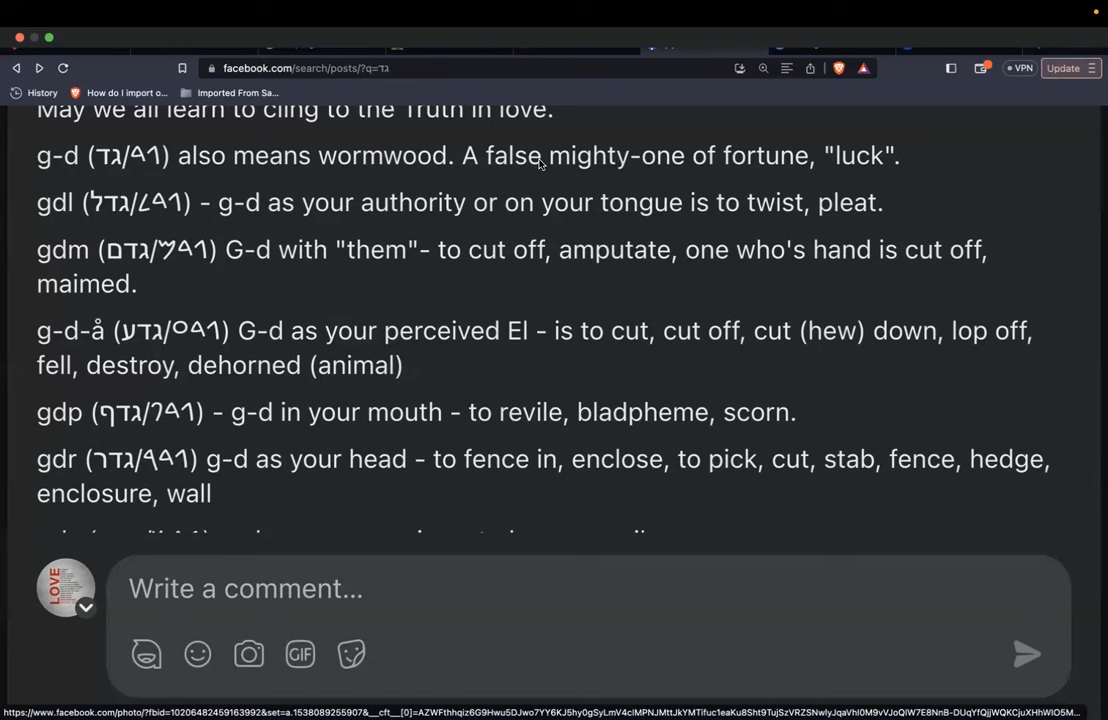 facebook.com/search/posts/?q=גד
VPN
Update
History
How do I import o...
Imported From Sa...
May we all learn to cling to the Truth in love.
g-d (גד/𐤂𐤃) also means wormwood. A false mighty-one of fortune, "luck".
gdl (גדל/𐤂𐤃𐤋) - g-d as your authority or on your tongue is to twist, pleat.
gdm (גדם/𐤂𐤃𐤌) G-d with "them"- to cut off, amputate, one who's hand is cut off,
maimed.
g-d-å (גדע/𐤂𐤃𐤏) G-d as your perceived El - is to cut, cut off, cut (hew) down, lop off,
fell, destroy, dehorned (animal)
gdp (גדף/𐤂𐤃𐤐) - g-d in your mouth - to revile, bladpheme, scorn.
gdr (גדר/𐤂𐤃𐤓) g-d as your head - to fence in, enclose, to pick, cut, stab, fence, hedge,
enclosure, wall
LOVE
Write a comment...
GIF